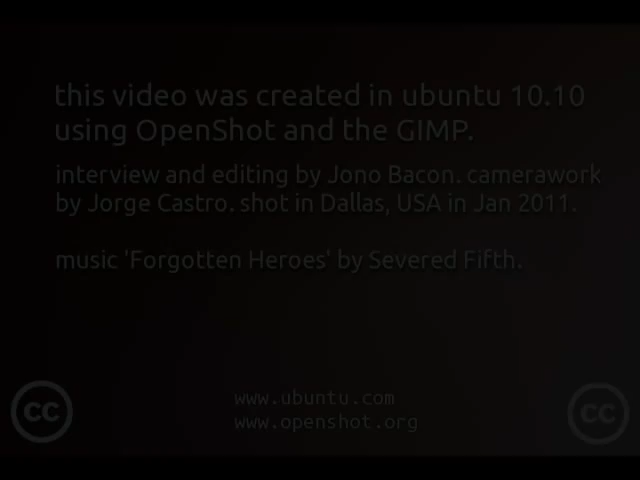 this video was created in ubuntu 10.10
using OpenShot and the GIMP.
interview and editing by Jono Bacon. camerawork
by Jorge Castro. shot in Dallas, USA in Jan 2011.
music 'Forgotten Heroes' by Severed Fifth.
www.ubuntu.com
www.openshot.org
cc
cc